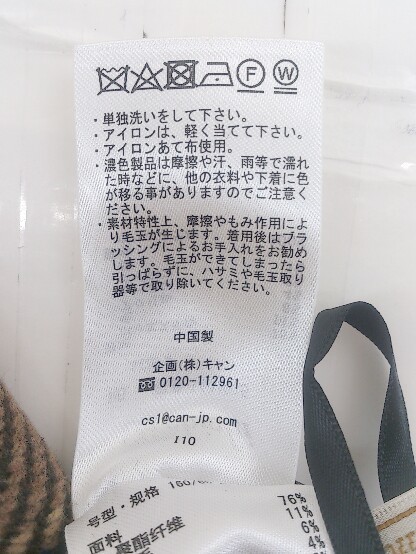 F W
・単独洗いをして下さい。
・アイロンは、軽く当てて下さい。
・アイロンあて布使用。
・濃色製品は摩擦や汗、雨等で濡れ
た時などに、他の衣料や下着に色
が移る事がありますのでご注意く
ださい。
・素材特性上、摩擦やもみ作用によ
り毛玉が生じます。着用後はブラ
ッシングによるお手入れをお勧め
します。毛玉ができてしまったら
引っぱらずに、ハサミや毛玉取り
器等で取り除いてください。
中国製
企画(株)キャン
0120-112961
cs1@can-jp.com
I10
号型・规格
面料
76%
11%
6%
4%